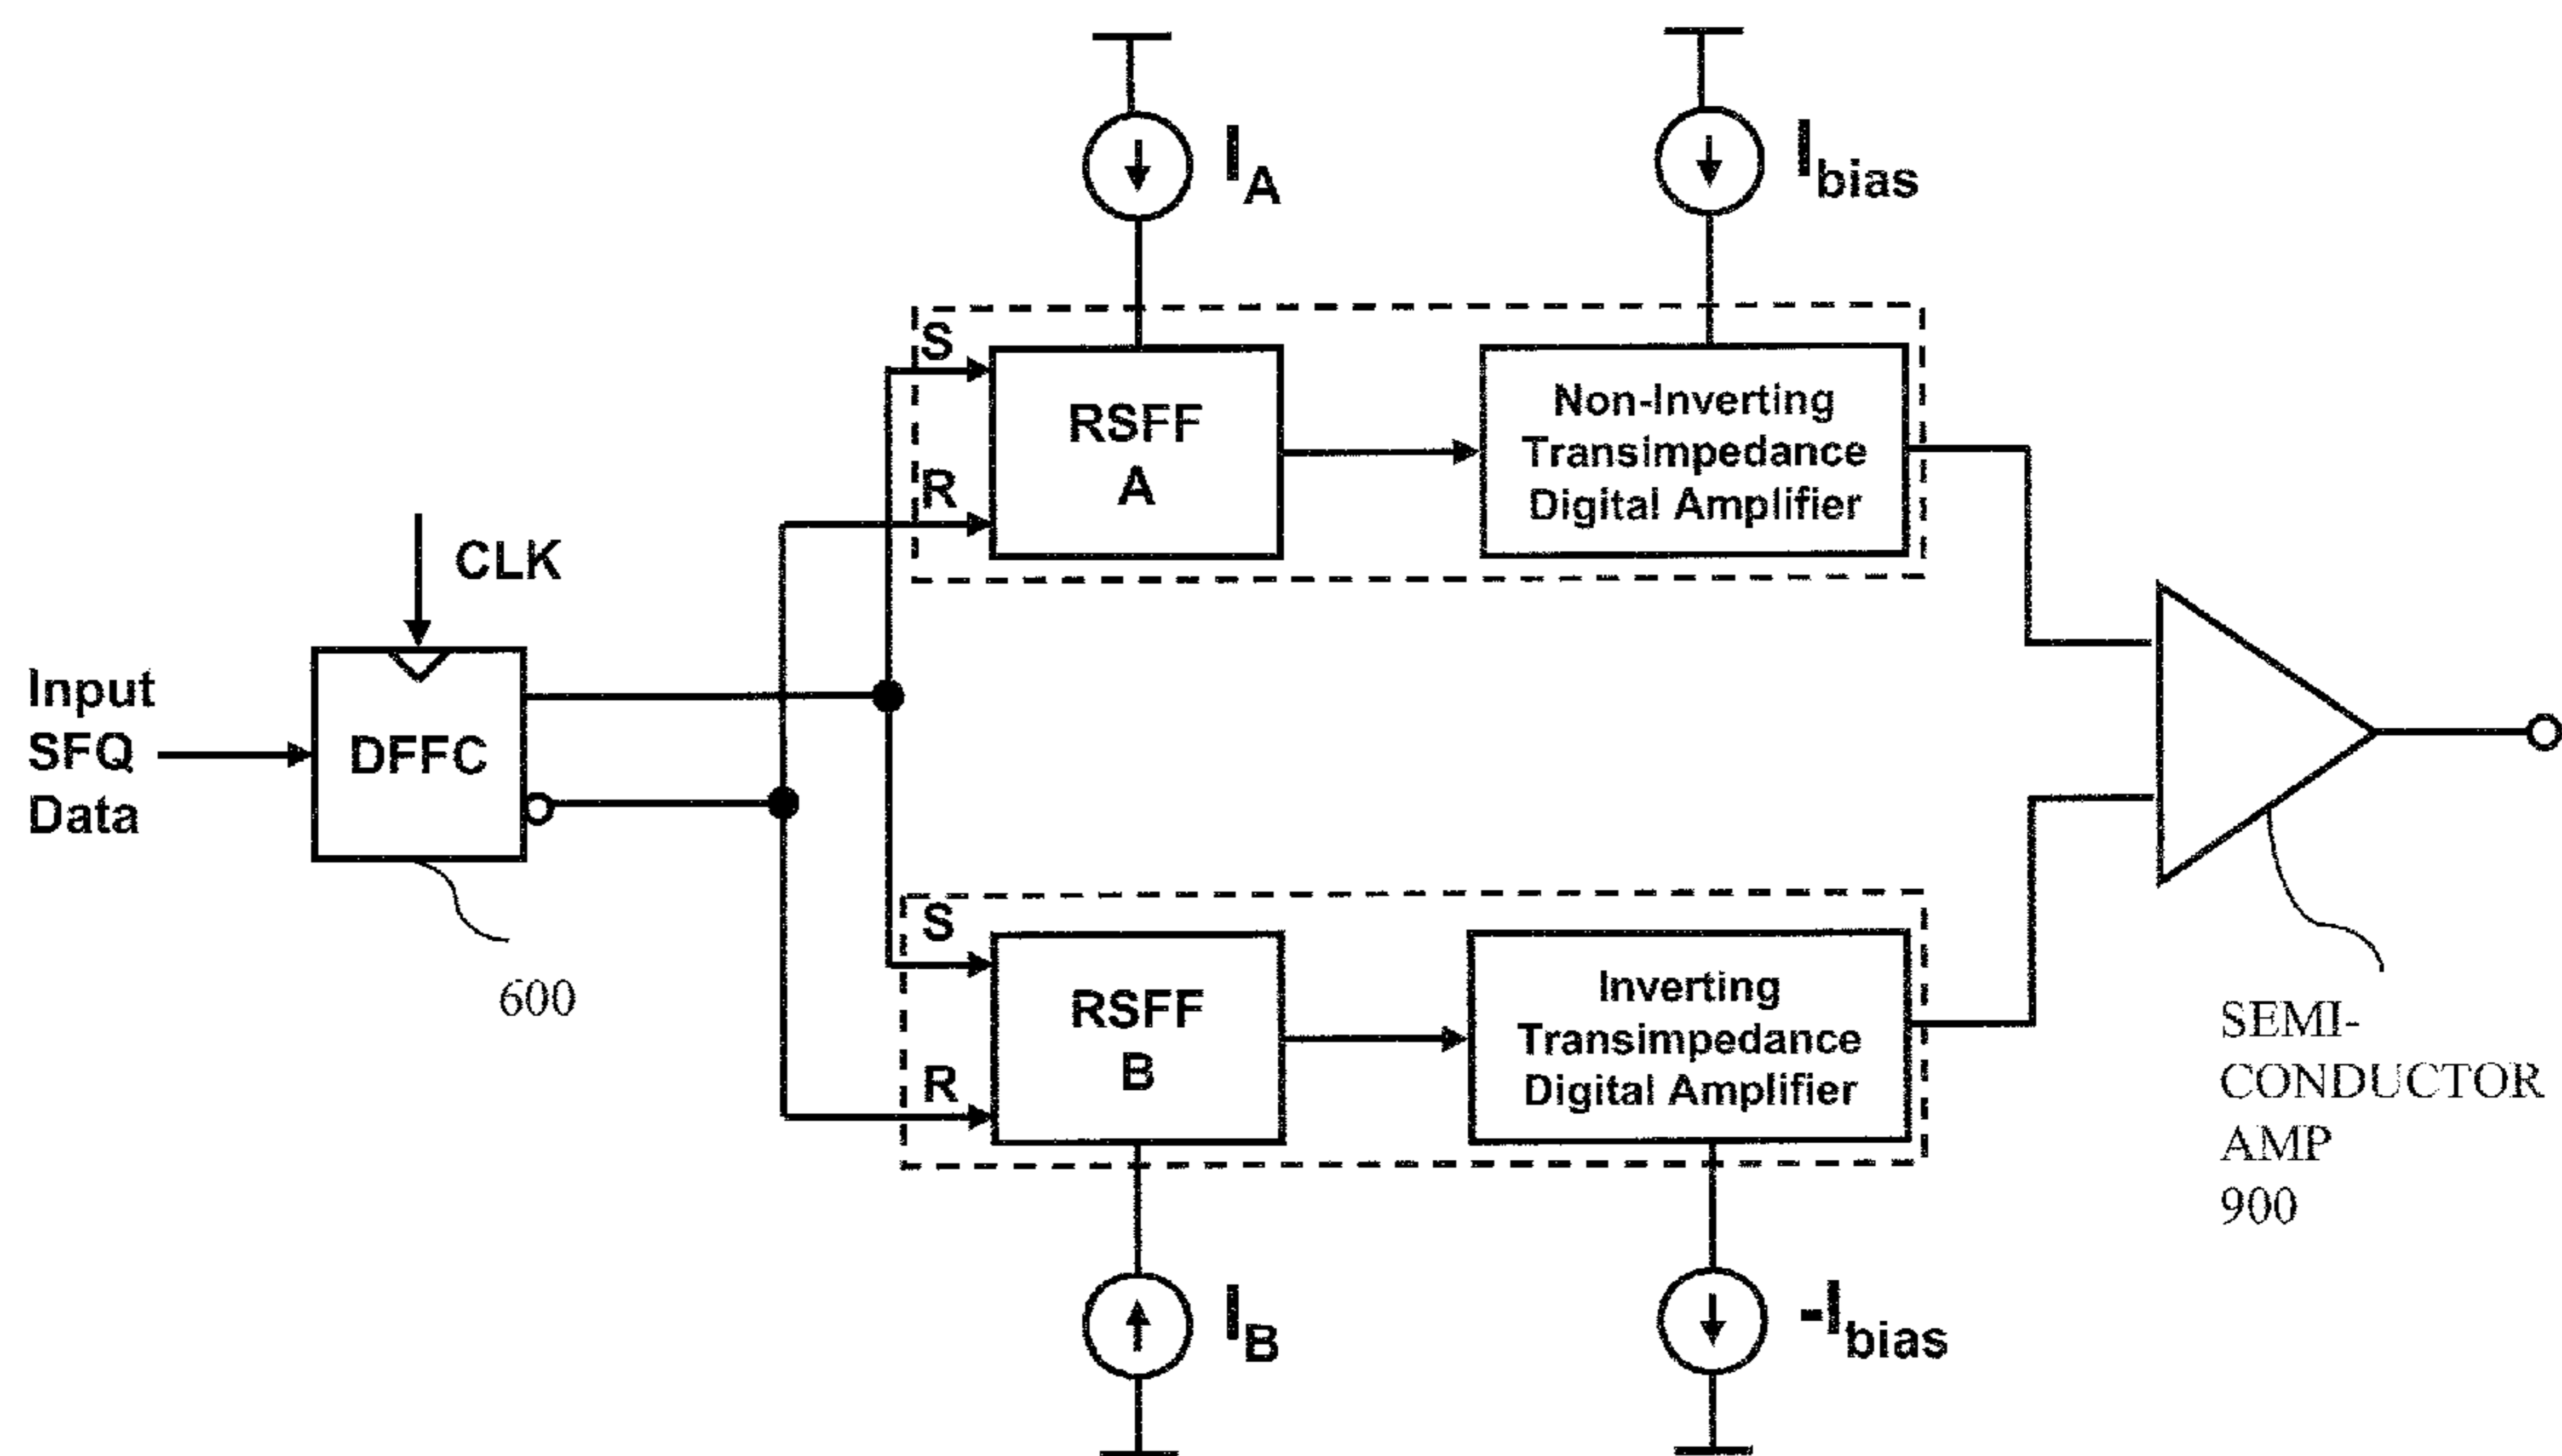 I_A
I_bias
S
R
RSFF
A
Non-Inverting
Transimpedance
Digital Amplifier
CLK
Input
SFQ
Data
DFFC
600
S
R
RSFF
B
Inverting
Transimpedance
Digital Amplifier
I_B
-I_bias
SEMI-
CONDUCTOR
AMP
900